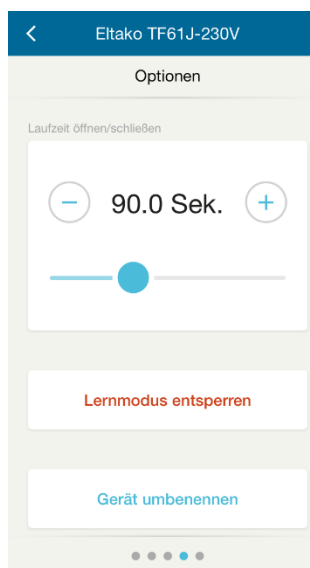 Eltako TF61J-230V
Optionen
Laufzeit öffnen/schließen
90.0 Sek.
Lernmodus entsperren
Gerät umbenennen